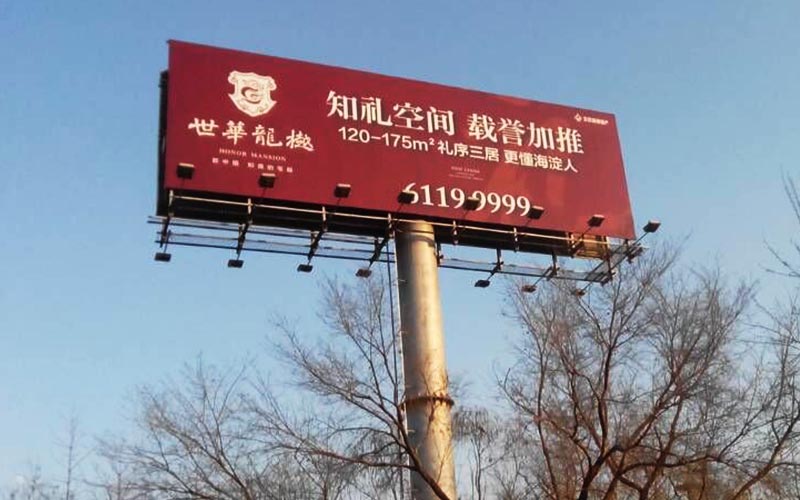 世華龍樾
HONOR MANSION
知礼空间 载誉加推
120-175m² 礼序三居 更懂海淀人
6119 9999